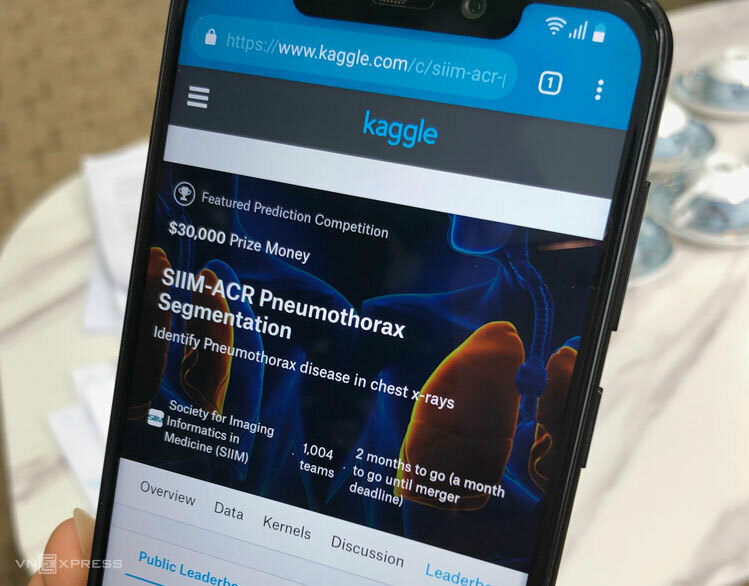 https://www.kaggle.com/c/siim-acr-
1
kaggle
Featured Prediction Competition
$30,000 Prize Money
SIIM-ACR Pneumothorax
Segmentation
Identify Pneumothorax disease in chest x-rays
SIIM
Society for Imaging
Informatics in
Medicine (SIIM)
· 1,004
teams
· 2 months to go (a month
to go until merger
deadline)
Overview
Data
Kernels
Discussion
Leaderb
Public Leaderb
VNEXPRESS